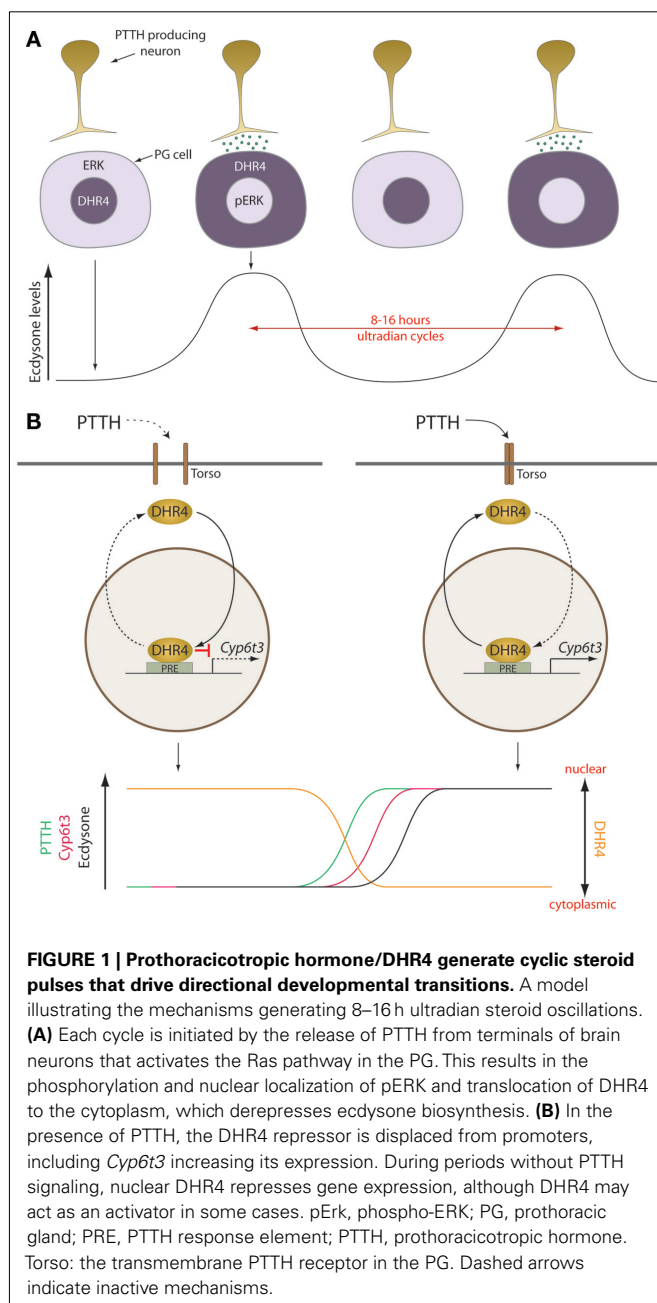 A
PTTH producing
neuron
PG cell
ERK
DHR4
DHR4
pERK
Ecdysone levels
8-16 hours
ultradian cycles
B
PTTH
Torso
DHR4
DHR4
PRE
Cyp6t3
PTTH
Torso
DHR4
DHR4
PRE
Cyp6t3
PTTH
Cyp6t3
Ecdysone
nuclear
DHR4
cytoplasmic
FIGURE 1 | Prothoracicotropic hormone/DHR4 generate cyclic steroid
pulses that drive directional developmental transitions. A model
illustrating the mechanisms generating 8–16 h ultradian steroid oscillations.
(A) Each cycle is initiated by the release of PTTH from terminals of brain
neurons that activates the Ras pathway in the PG. This results in the
phosphorylation and nuclear localization of pERK and translocation of DHR4
to the cytoplasm, which derepresses ecdysone biosynthesis. (B) In the
presence of PTTH, the DHR4 repressor is displaced from promoters,
including Cyp6t3 increasing its expression. During periods without PTTH
signaling, nuclear DHR4 represses gene expression, although DHR4 may
act as an activator in some cases. pErk, phospho-ERK; PG, prothoracic
gland; PRE, PTTH response element; PTTH, prothoracicotropic hormone.
Torso: the transmembrane PTTH receptor in the PG. Dashed arrows
indicate inactive mechanisms.